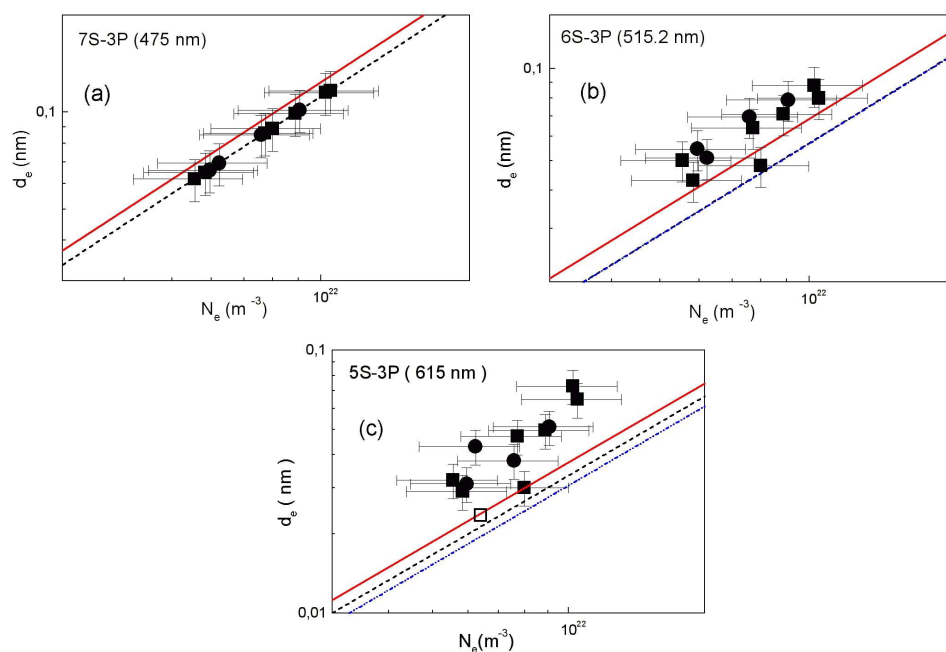 7S-3P (475 nm)
(a)
0,1
d_e (nm)
10^22
N_e (m^-3)
6S-3P (515.2 nm)
(b)
0,1
d_e (nm)
10^22
N_e (m^-3)
0,1
5S-3P ( 615 nm )
(c)
d_e ( nm)
0,01
10^22
N_e(m^-3)